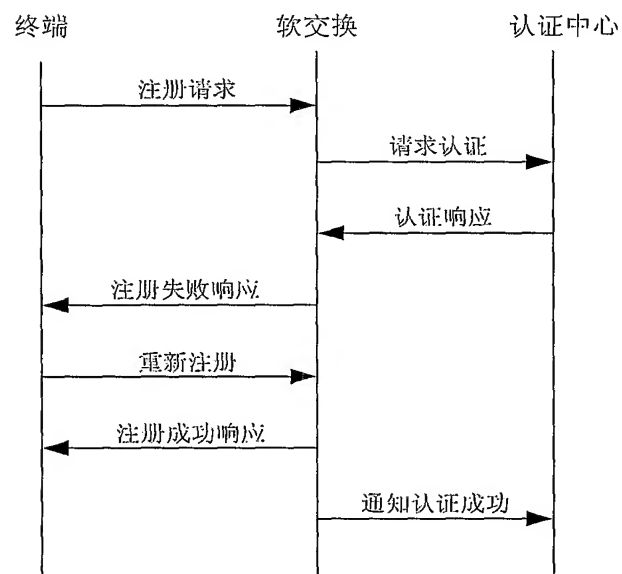 终端 软交换 认证中心
注册请求
请求认证
认证响应
注册失败响应
重新注册
注册成功响应
通知认证成功